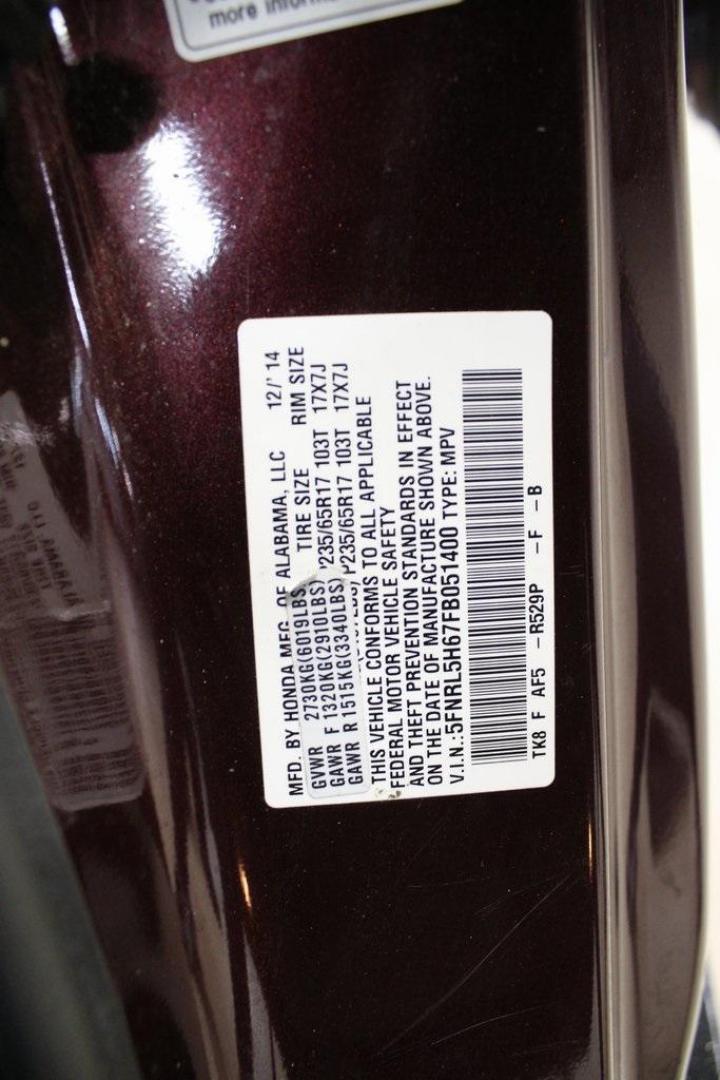 more inform
MFD. BY HONDA MFG. OF ALABAMA, LLC 12/' 14
GVWR 2730KG(6019LBS) TIRE SIZE RIM SIZE
GAWR F 1320KG(2910LBS) P235/65R17 103T 17X7J
GAWR R 1515KG(3340LBS) P235/65R17 103T 17X7J
THIS VEHICLE CONFORMS TO ALL APPLICABLE
FEDERAL MOTOR VEHICLE SAFETY
AND THEFT PREVENTION STANDARDS IN EFFECT
ON THE DATE OF MANUFACTURE SHOWN ABOVE.
V.I.N.:5FNRL5H67FB051400 TYPE: MPV
TK8 F AF5 -R529P -F -B